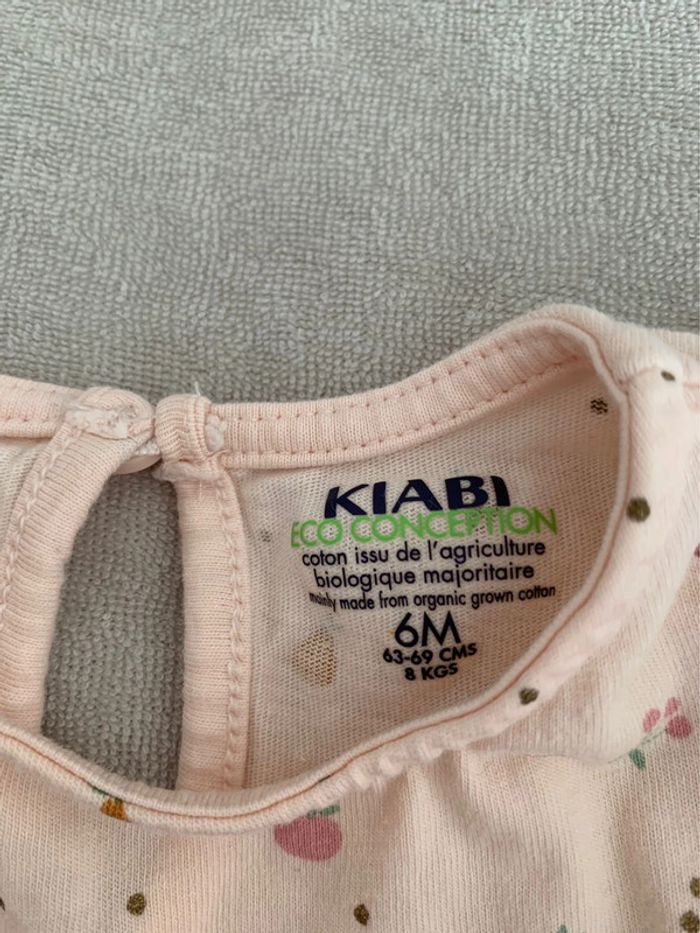 KIABI
ECO CONCEPTION
coton issu de l'agriculture
biologique majoritaire
mainly made from organic grown cotton
6M
63-69 CMS
8 KGS